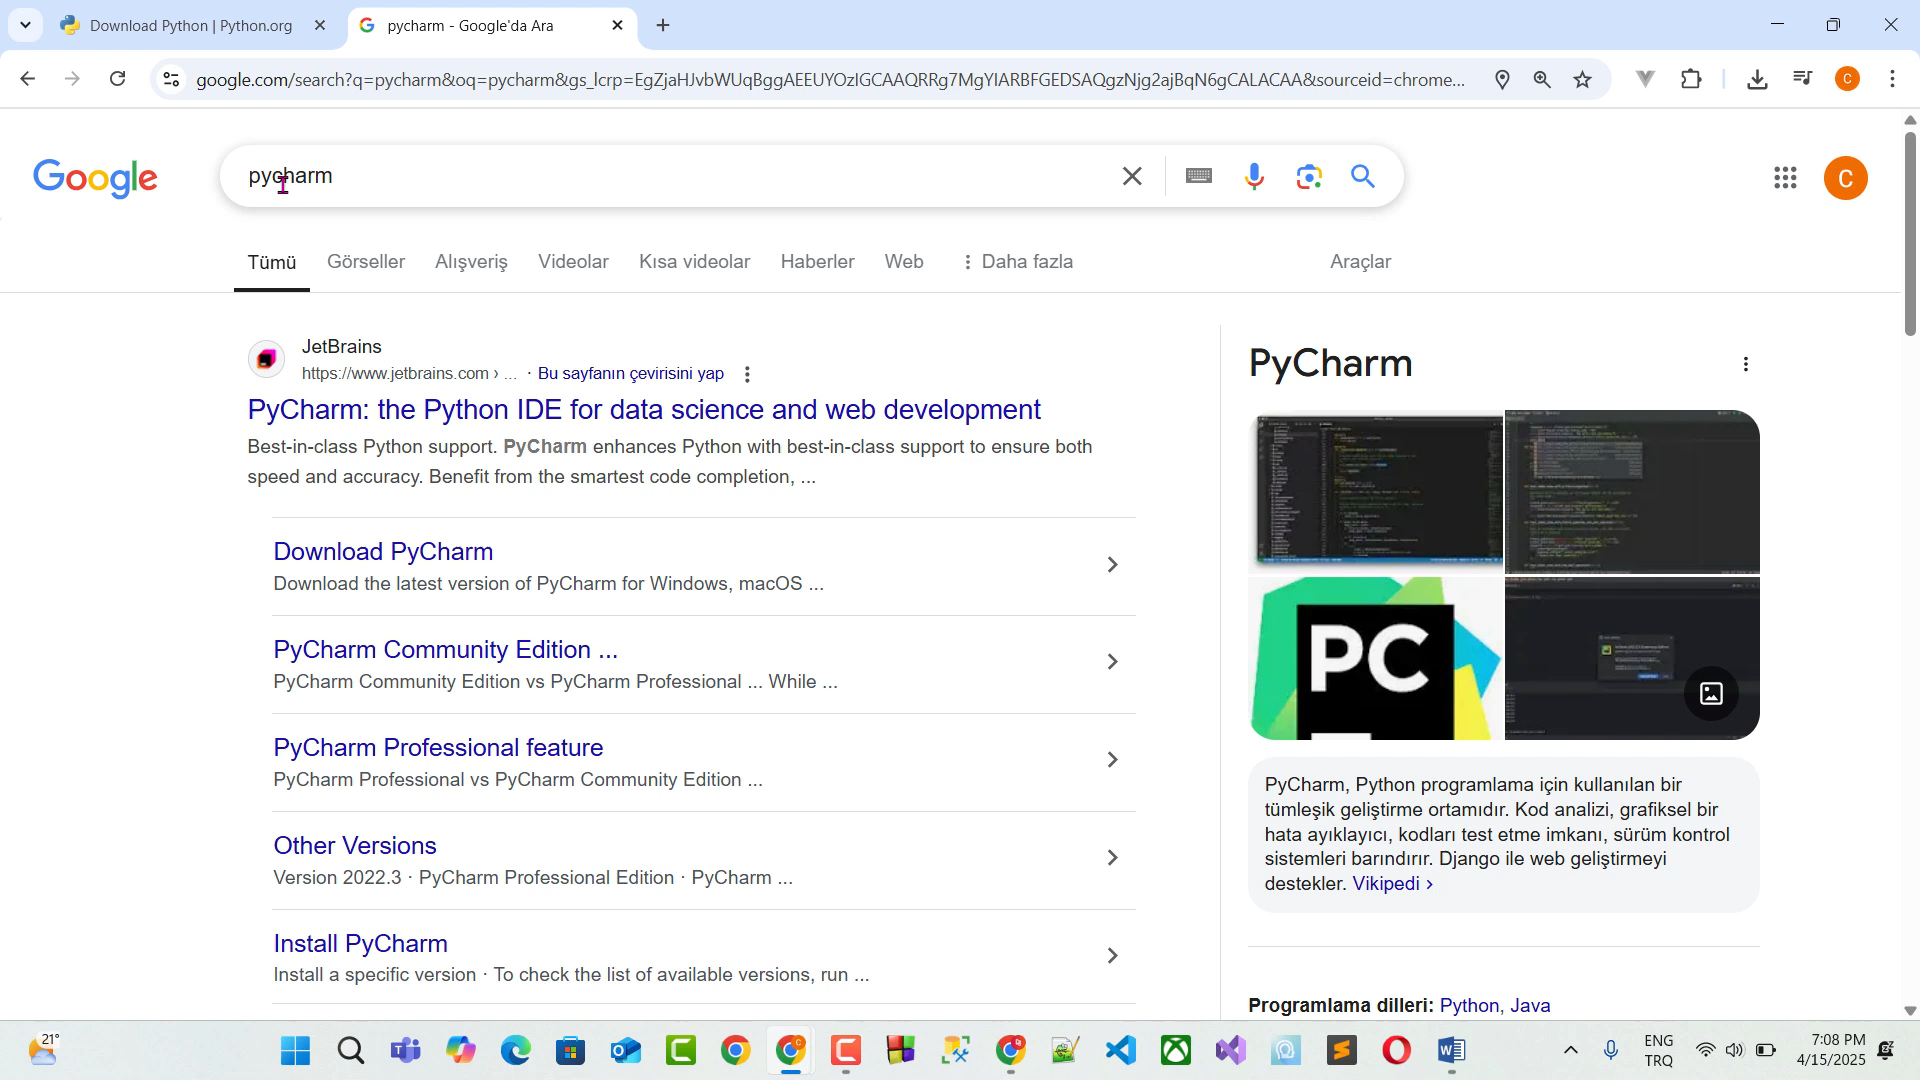 Download Python | Python.org
pycharm - Google'da Ara
google.com/search?q=pycharm&oq=pycharm&gs_lcrp=EgZjaHJvbWUqBggAEEUYOzIGCAAQRRg7MgYIARBFGEDSAQgzNjg2ajBqN6gCALACAA&sourceid=chrome...
C
Google
pycharm
C
Tümü
Görseller
Alışveriş
Videolar
Kısa videolar
Haberler
Web
Daha fazla
Araçlar
JetBrains
https://www.jetbrains.com › ... · Bu sayfanın çevirisini yap
PyCharm: the Python IDE for data science and web development
Best-in-class Python support. PyCharm enhances Python with best-in-class support to ensure both
speed and accuracy. Benefit from the smartest code completion, ...
Download PyCharm
Download the latest version of PyCharm for Windows, macOS ...
PyCharm Community Edition ...
PyCharm Community Edition vs PyCharm Professional ... While ...
PyCharm Professional feature
PyCharm Professional vs PyCharm Community Edition ...
Other Versions
Version 2022.3 · PyCharm Professional Edition · PyCharm ...
Install PyCharm
Install a specific version · To check the list of available versions, run ...
PyCharm
PC
PyCharm, Python programlama için kullanılan bir
tümleşik geliştirme ortamıdır. Kod analizi, grafiksel bir
hata ayıklayıcı, kodları test etme imkanı, sürüm kontrol
sistemleri barındırır. Django ile web geliştirmeyi
destekler. Vikipedi ›
Programlama dilleri: Python, Java
21°
ENG
TRQ
7:08 PM
4/15/2025